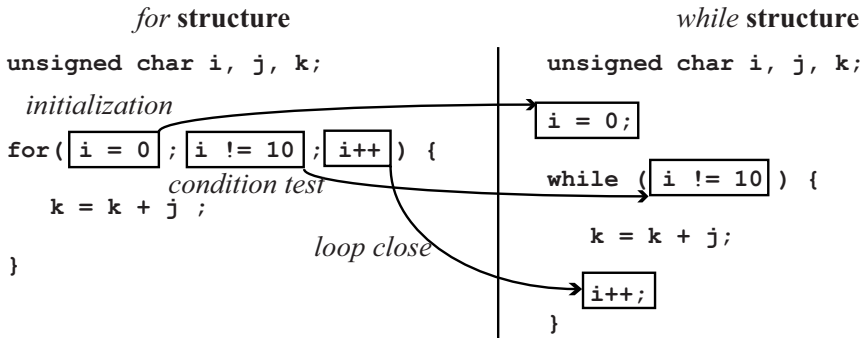 for structure
unsigned char i, j, k;
initialization
for( i = 0 ; i != 10 ; i++ ) {
condition test
k = k + j ;
loop close
}
while structure
unsigned char i, j, k;
i = 0;
while ( i != 10 ) {
k = k + j;
i++;
}